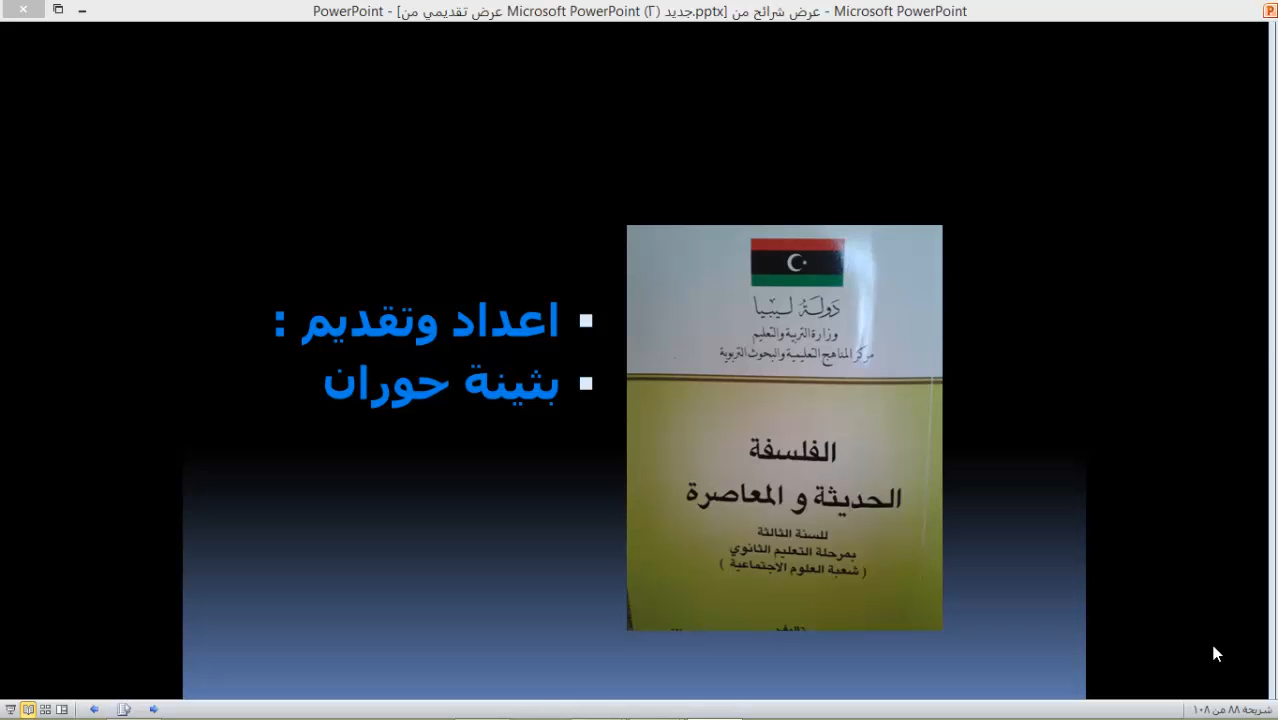 PowerPoint - [عرض تقديمي من Microsoft PowerPoint (٢) جديد.pptx] عرض شرائح من - Microsoft PowerPoint
اعداد وتقديم :
بثينة حوران
دولة ليبيا
وزارة التربية والتعليم
مركز المناهج التعليمية والبحوث التربوية
الفلسفة
الحديثة و المعاصرة
للسنة الثالثة
بمرحلة التعليم الثانوي
( شعبة العلوم الاجتماعية )
شريحة ٨٨ من ١٠٨